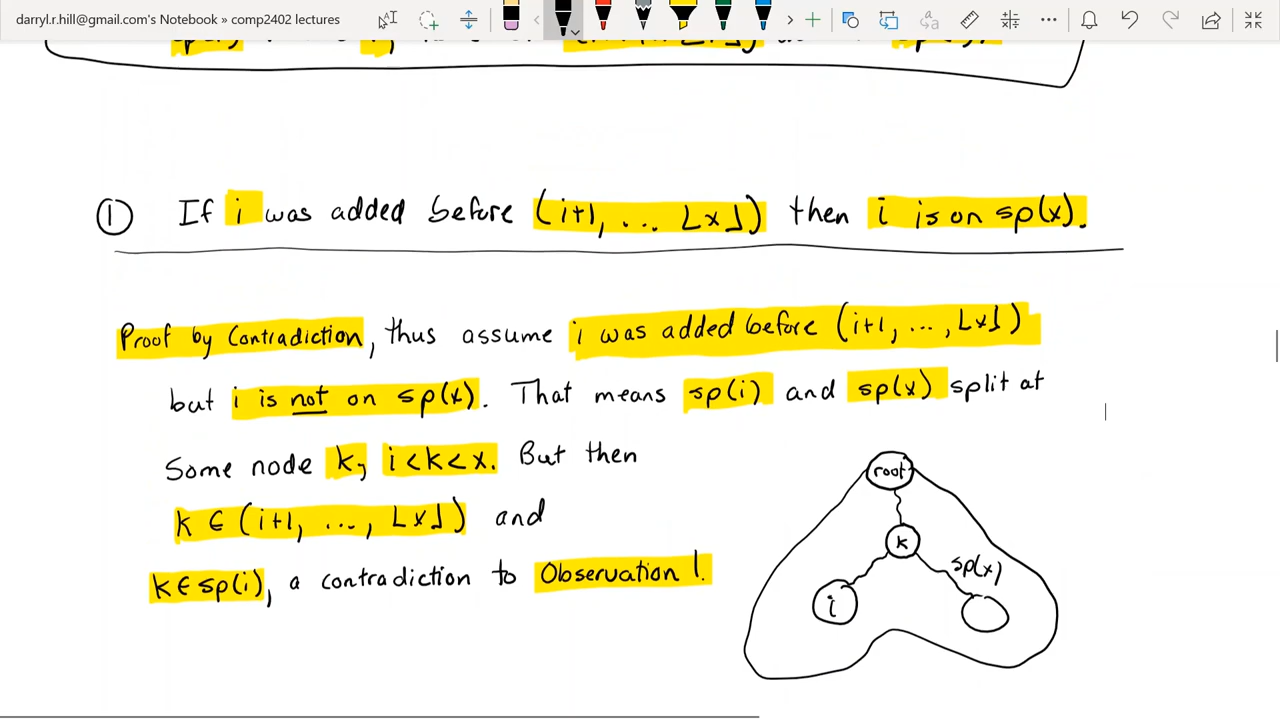 darryl.r.hill@gmail.com's Notebook » comp2402 lectures
① If i was added before (i+1, ... ⌊x⌋) then i is on sp(x).
Proof by Contradiction, thus assume i was added before (i+1, ..., ⌊x⌋)
but i is not on sp(x). That means sp(i) and sp(x) split at
Some node k, i<k<x. But then
k ∈ (i+1, ..., ⌊x⌋) and
k∈sp(i), a contradiction to Observation 1.
root
k
sp(x)
i